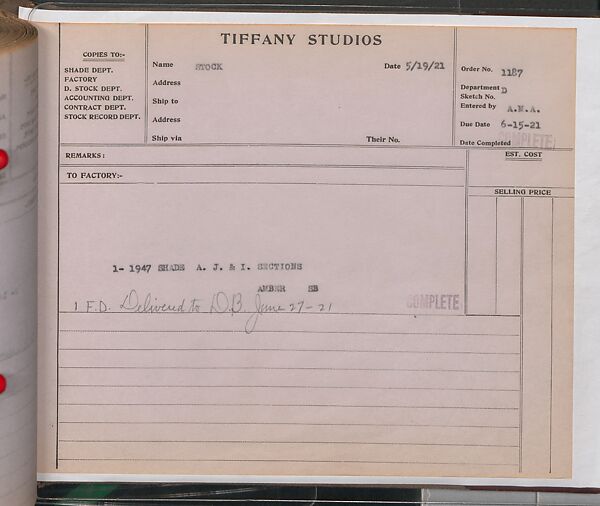 TIFFANY STUDIOS
COPIES TO:-
SHADE DEPT.
FACTORY
D. STOCK DEPT.
ACCOUNTING DEPT.
CONTRACT DEPT.
STOCK RECORD DEPT.
Name STOCK Date 5/19/21
Address
Ship to
Address
Ship via Their No.
Order No. 1187
Department D
Sketch No.
Entered by A.M.A.
Due Date 6-15-21
Date Completed COMPLETE
REMARKS:
EST. COST
TO FACTORY:-
SELLING PRICE
1- 1947 SHADE A. J. & I. SECTIONS
AMBER SB
1 F.D. Delivered to D.B. June 27-21
COMPLETE